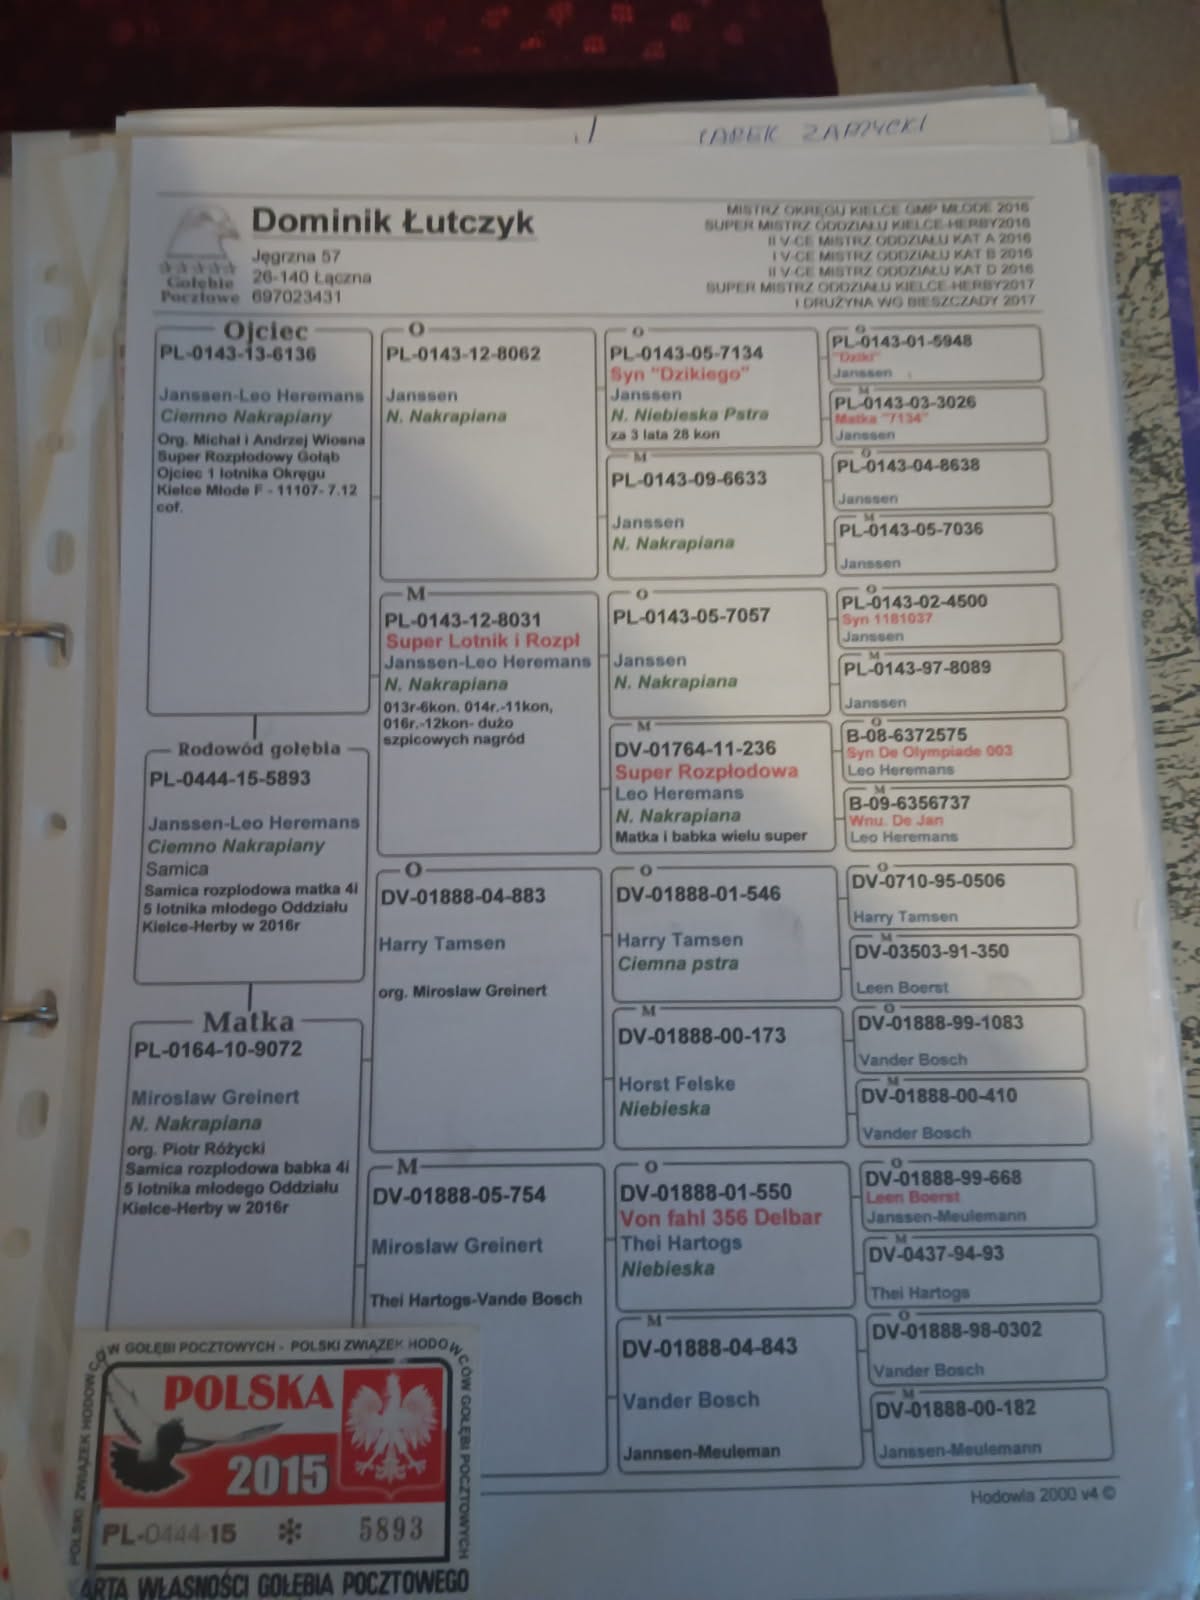 ZARZYCKI
Dominik Łutczyk
Jęgrzna 57
26-140 Łączna
697023431
Gołębie
Pocztowe
MISTRZ OKRĘGU KIELCE GMP MŁODE 2016
SUPER MISTRZ ODDZIAŁU KIELCE-HERBY2016
II V-CE MISTRZ ODDZIAŁU KAT A 2016
I V-CE MISTRZ ODDZIAŁU KAT B 2016
II V-CE MISTRZ ODDZIAŁU KAT D 2016
SUPER MISTRZ ODDZIAŁU KIELCE-HERBY2017
I DRUŻYNA WG BIESZCZADY 2017
Ojciec
PL-0143-13-6136
Janssen-Leo Heremans
Ciemno Nakrapiany
Org. Michał i Andrzej Wiosna
Super Rozpłodowy Gołąb
Ojciec 1 lotnika Okręgu
Kielce Młode F - 11107- 7.12
cof.
Rodowód gołębia
PL-0444-15-5893
Janssen-Leo Heremans
Ciemno Nakrapiany
Samica
Samica rozpłodowa matka 4i
5 lotnika młodego Oddziału
Kielce-Herby w 2016r
Matka
PL-0164-10-9072
Miroslaw Greinert
N. Nakrapiana
org. Piotr Różycki
Samica rozpłodowa babka 4i
5 lotnika młodego Oddziału
Kielce-Herby w 2016r
O
PL-0143-12-8062
Janssen
N. Nakrapiana
M
PL-0143-12-8031
Super Lotnik i Rozpł
Janssen-Leo Heremans
N. Nakrapiana
013r-6kon. 014r.-11kon,
016r.-12kon- dużo
szpicowych nagród
O
DV-01888-04-883
Harry Tamsen
org. Miroslaw Greinert
M
DV-01888-05-754
Miroslaw Greinert
Thei Hartogs-Vande Bosch
O
PL-0143-05-7134
Syn "Dzikiego"
Janssen
N. Niebieska Pstra
za 3 lata 28 kon
M
PL-0143-09-6633
Janssen
N. Nakrapiana
O
PL-0143-05-7057
Janssen
N. Nakrapiana
M
DV-01764-11-236
Super Rozpłodowa
Leo Heremans
N. Nakrapiana
Matka i babka wielu super
O
DV-01888-01-546
Harry Tamsen
Ciemna pstra
M
DV-01888-00-173
Horst Felske
Niebieska
O
DV-01888-01-550
Von fahl 356 Delbar
Thei Hartogs
Niebieska
M
DV-01888-04-843
Vander Bosch
Jannsen-Meuleman
O
PL-0143-01-5948
"Dziki"
Janssen
M
PL-0143-03-3026
Matka "7134"
Janssen
O
PL-0143-04-8638
Janssen
M
PL-0143-05-7036
Janssen
O
PL-0143-02-4500
Syn 1181037
Janssen
M
PL-0143-97-8089
Janssen
O
B-08-6372575
Syn De Olympiade 003
Leo Heremans
M
B-09-6356737
Wnu. De Jan
Leo Heremans
O
DV-0710-95-0506
Harry Tamsen
M
DV-03503-91-350
Leen Boerst
O
DV-01888-99-1083
Vander Bosch
M
DV-01888-00-410
Vander Bosch
O
DV-01888-99-668
Leen Boerst
Janssen-Meulemann
M
DV-0437-94-93
Thei Hartogs
O
DV-01888-98-0302
Vander Bosch
M
DV-01888-00-182
Janssen-Meulemann
Hodowla 2000 v4 ©
POLSKI ZWIĄZEK HODOWCÓW GOŁĘBI POCZTOWYCH - POLSKI ZWIĄZEK HODOWCÓW GOŁĘBI POCZTOWYCH
POLSKA
2015
PL-0444-15 5893
ARTA WŁASNOŚCI GOŁĘBIA POCZTOWEGO